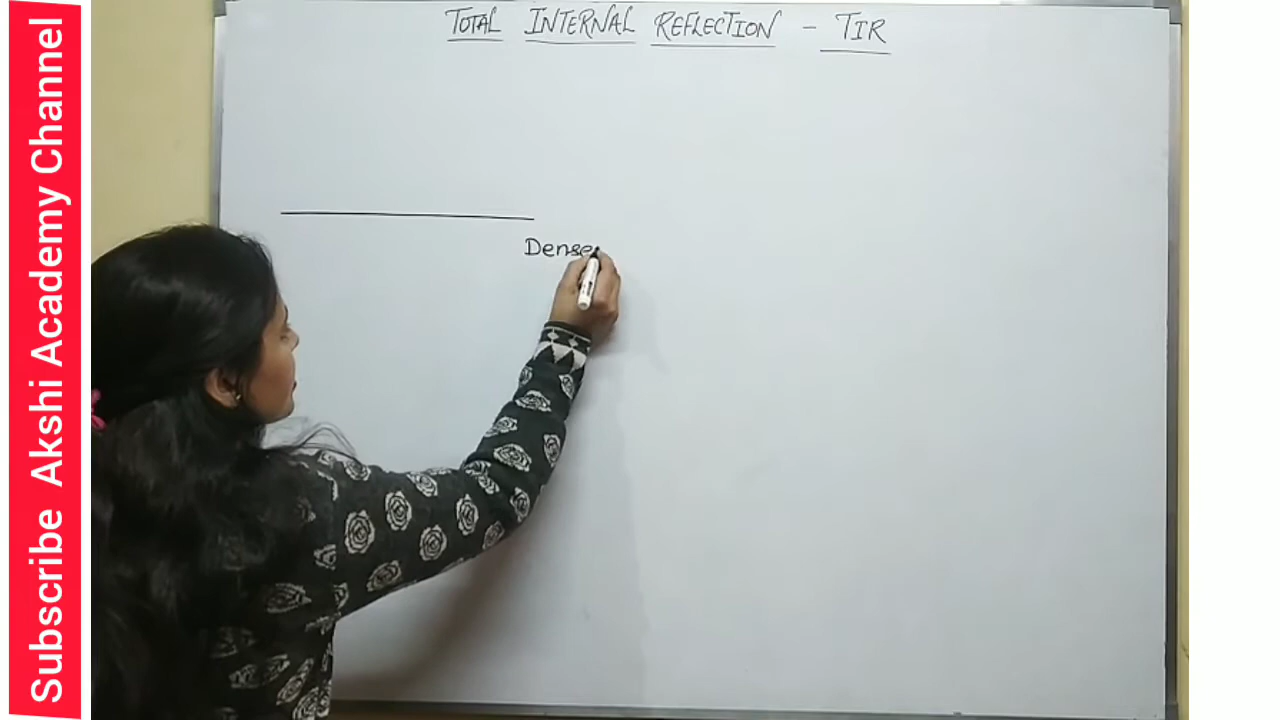 TOTAL INTERNAL REFLECTION - TIR
Dense
Subscribe Akshi Academy Channel